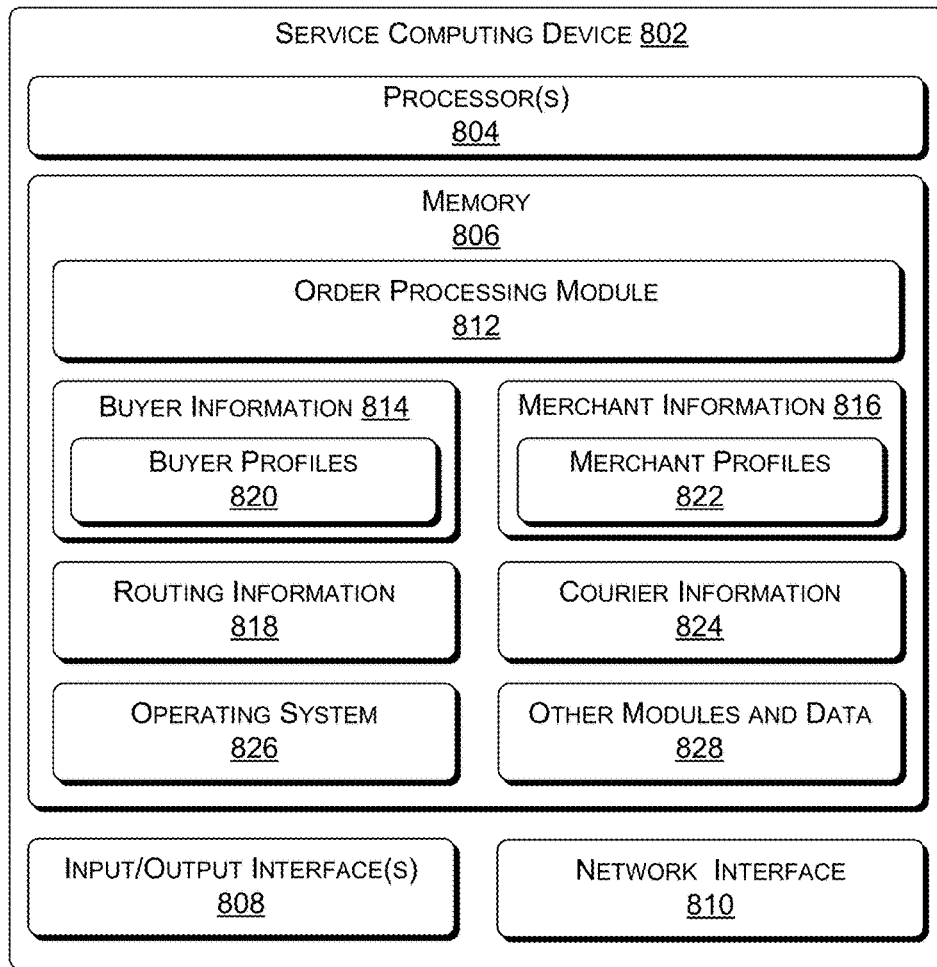 SERVICE COMPUTING DEVICE 802
PROCESSOR(S)
804
MEMORY
806
ORDER PROCESSING MODULE
812
BUYER INFORMATION 814
BUYER PROFILES
820
MERCHANT INFORMATION 816
MERCHANT PROFILES
822
ROUTING INFORMATION
818
COURIER INFORMATION
824
OPERATING SYSTEM
826
OTHER MODULES AND DATA
828
INPUT/OUTPUT INTERFACE(S)
808
NETWORK INTERFACE
810